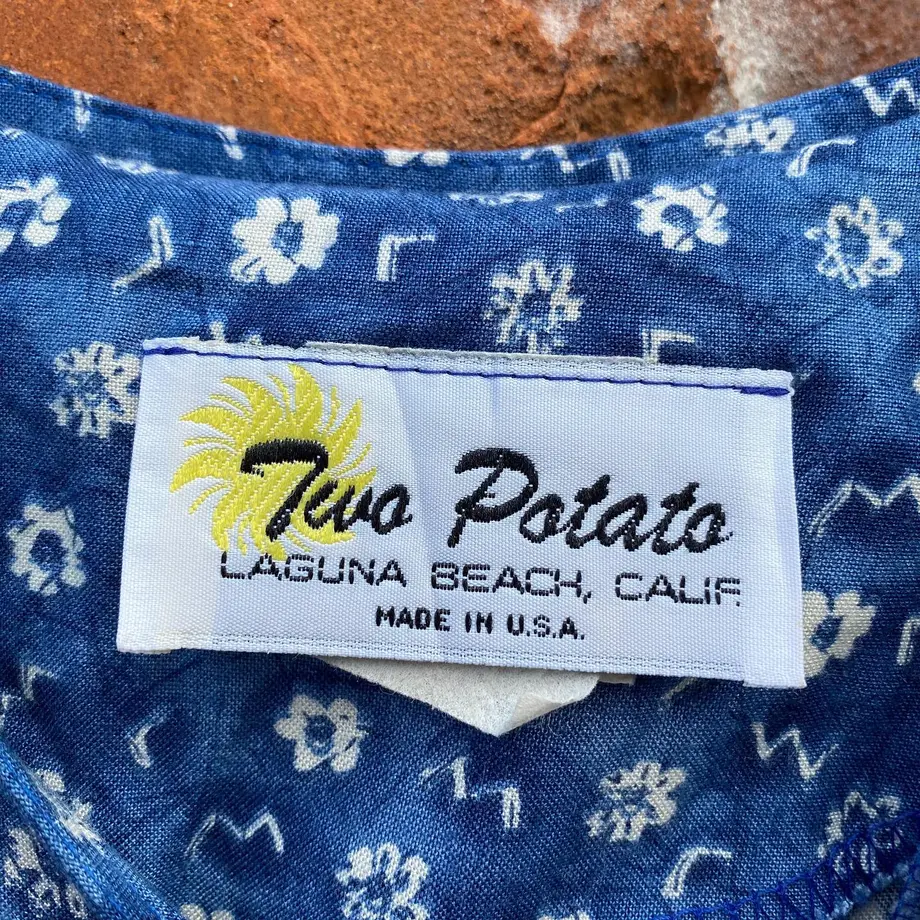 Two Potato
LAGUNA BEACH, CALIF.
MADE IN U.S.A.